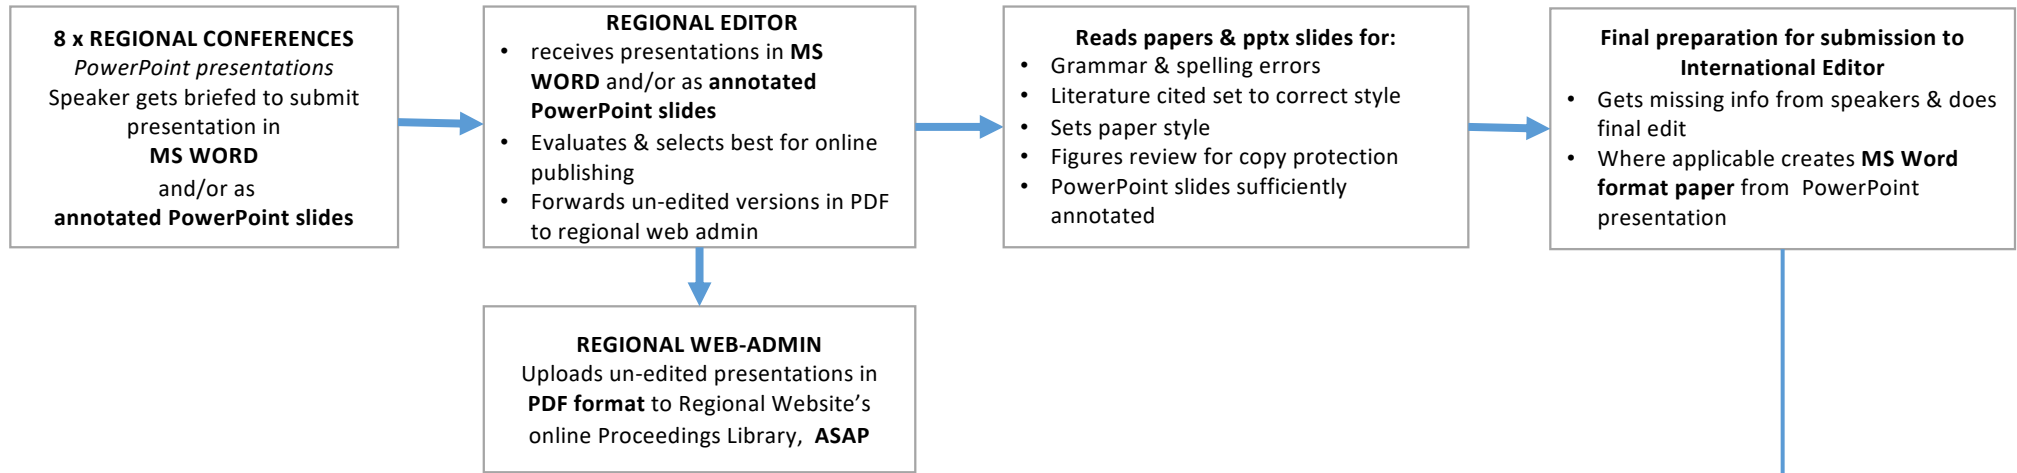 8 x REGIONAL CONFERENCES
PowerPoint presentations
Speaker gets briefed to submit
presentation in
MS WORD
and/or as
annotated PowerPoint slides
REGIONAL EDITOR
• receives presentations in MS
WORD and/or as annotated
PowerPoint slides
• Evaluates & selects best for online
publishing
• Forwards un-edited versions in PDF
to regional web admin
Reads papers & pptx slides for:
• Grammar & spelling errors
• Literature cited set to correct style
• Sets paper style
• Figures review for copy protection
• PowerPoint slides sufficiently
annotated
Final preparation for submission to
International Editor
• Gets missing info from speakers & does
final edit
• Where applicable creates MS Word
format paper from PowerPoint
presentation
REGIONAL WEB-ADMIN
Uploads un-edited presentations in
PDF format to Regional Website’s
online Proceedings Library, ASAP